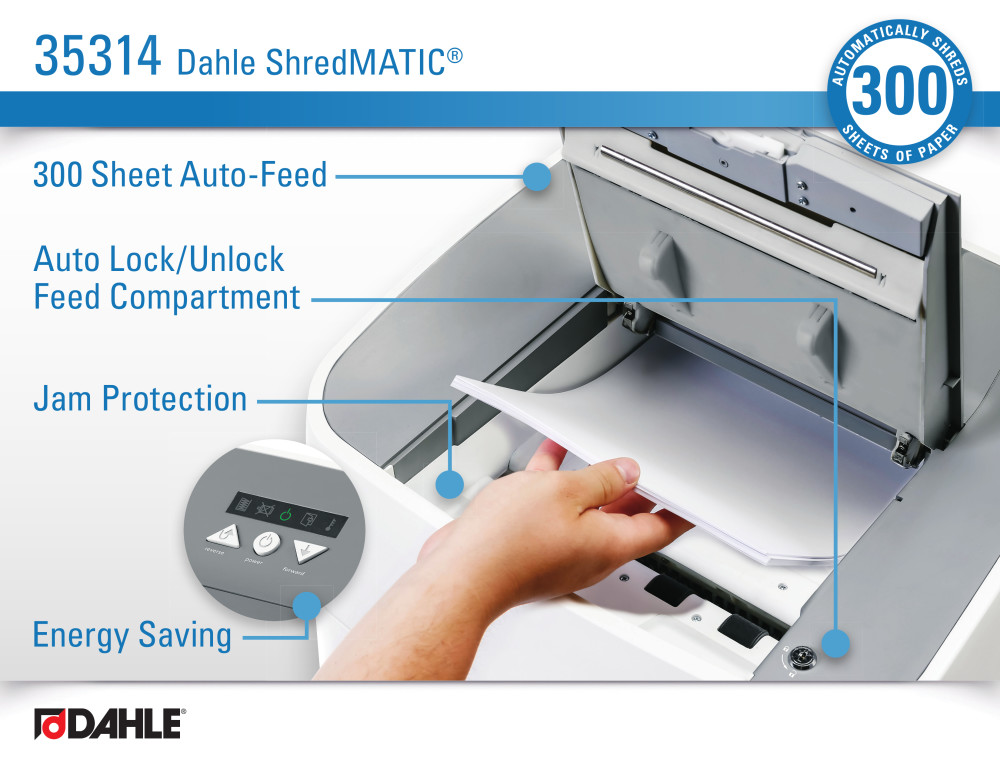 35314 Dahle ShredMATIC®
AUTOMATICALLY SHREDS
300
SHEETS OF PAPER
300 Sheet Auto-Feed
Auto Lock/Unlock
Feed Compartment
Jam Protection
reverse
power
forward
Energy Saving
DAHLE®